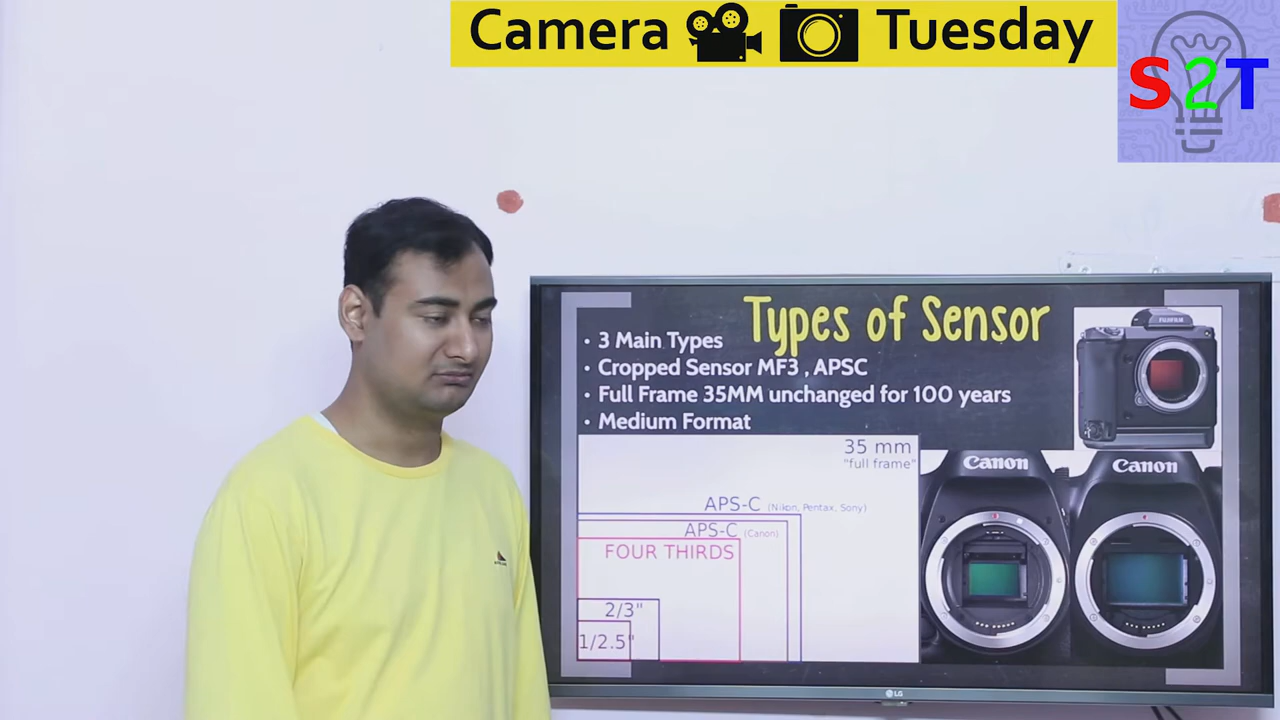 Camera Tuesday
S2T
Types of Sensor
• 3 Main Types
• Cropped Sensor MF3 , APSC
• Full Frame 35MM unchanged for 100 years
• Medium Format
35 mm
"full frame"
APS-C (Nikon, Pentax, Sony)
APS-C (Canon)
FOUR THIRDS
2/3"
1/2.5"
FUJIFILM
Canon
Canon
LG